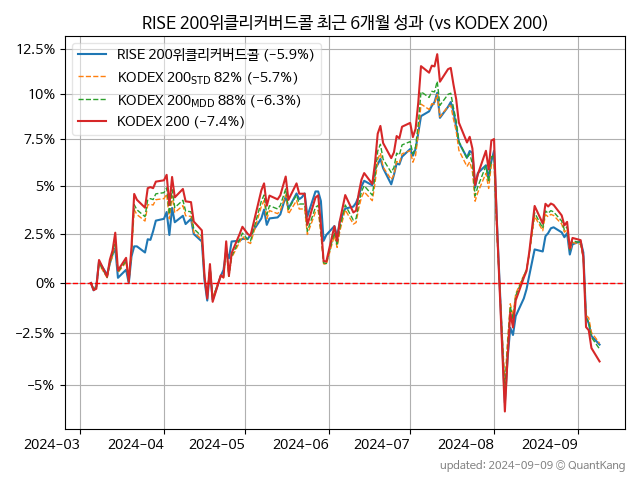 RISE 200위클리커버드콜 최근 6개월 성과 (vs KODEX 200)
12.5%
10%
7.5%
5%
2.5%
0%
−2.5%
−5%
RISE 200위클리커버드콜 (−5.9%)
KODEX 200STD 82% (−5.7%)
KODEX 200MDD 88% (−6.3%)
KODEX 200 (−7.4%)
2024-03 2024-04 2024-05 2024-06 2024-07 2024-08 2024-09
updated: 2024-09-09 © QuantKang